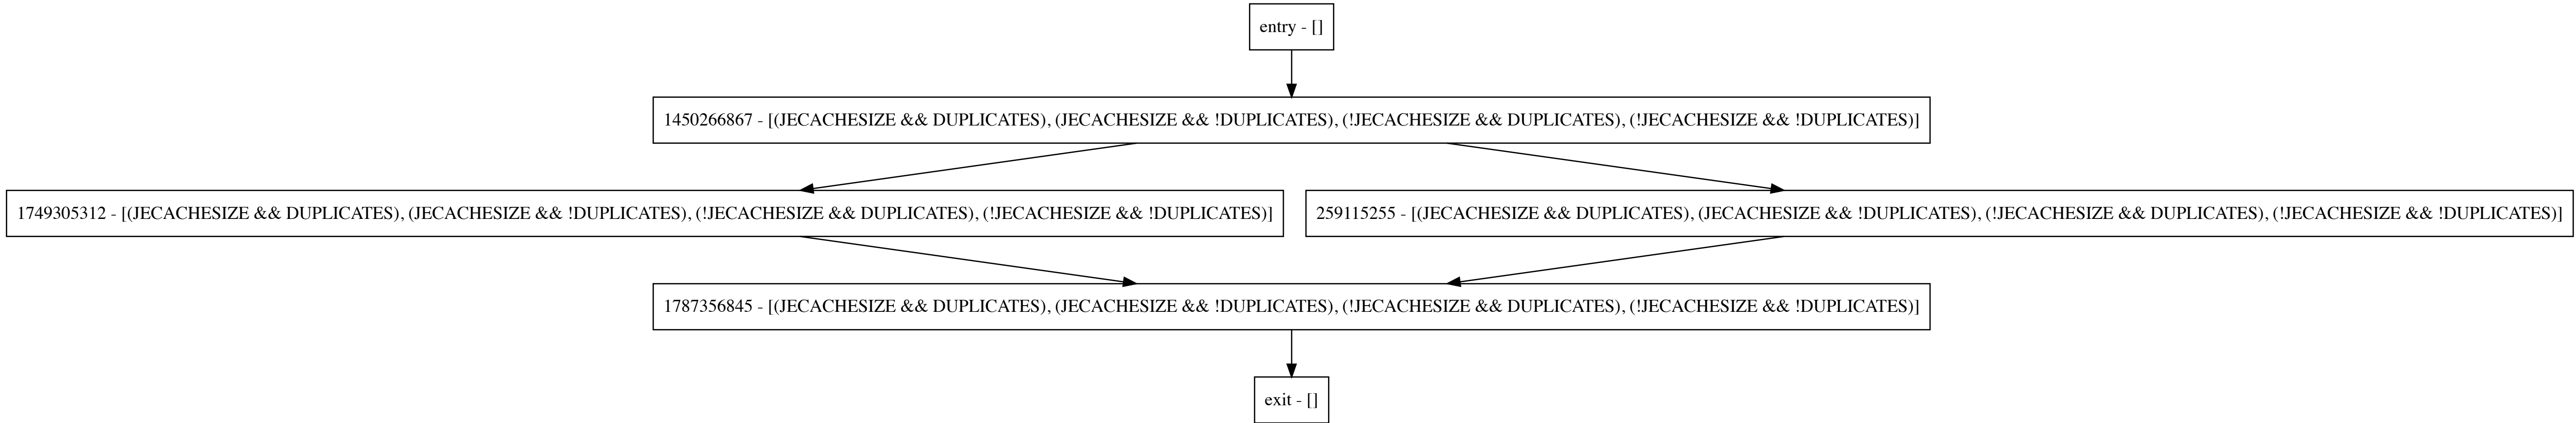 entry - []
1450266867 - [(JECACHESIZE && DUPLICATES), (JECACHESIZE && !DUPLICATES), (!JECACHESIZE && DUPLICATES), (!JECACHESIZE && !DUPLICATES)]
1749305312 - [(JECACHESIZE && DUPLICATES), (JECACHESIZE && !DUPLICATES), (!JECACHESIZE && DUPLICATES), (!JECACHESIZE && !DUPLICATES)]
259115255 - [(JECACHESIZE && DUPLICATES), (JECACHESIZE && !DUPLICATES), (!JECACHESIZE && DUPLICATES), (!JECACHESIZE && !DUPLICATES)]
1787356845 - [(JECACHESIZE && DUPLICATES), (JECACHESIZE && !DUPLICATES), (!JECACHESIZE && DUPLICATES), (!JECACHESIZE && !DUPLICATES)]
exit - []